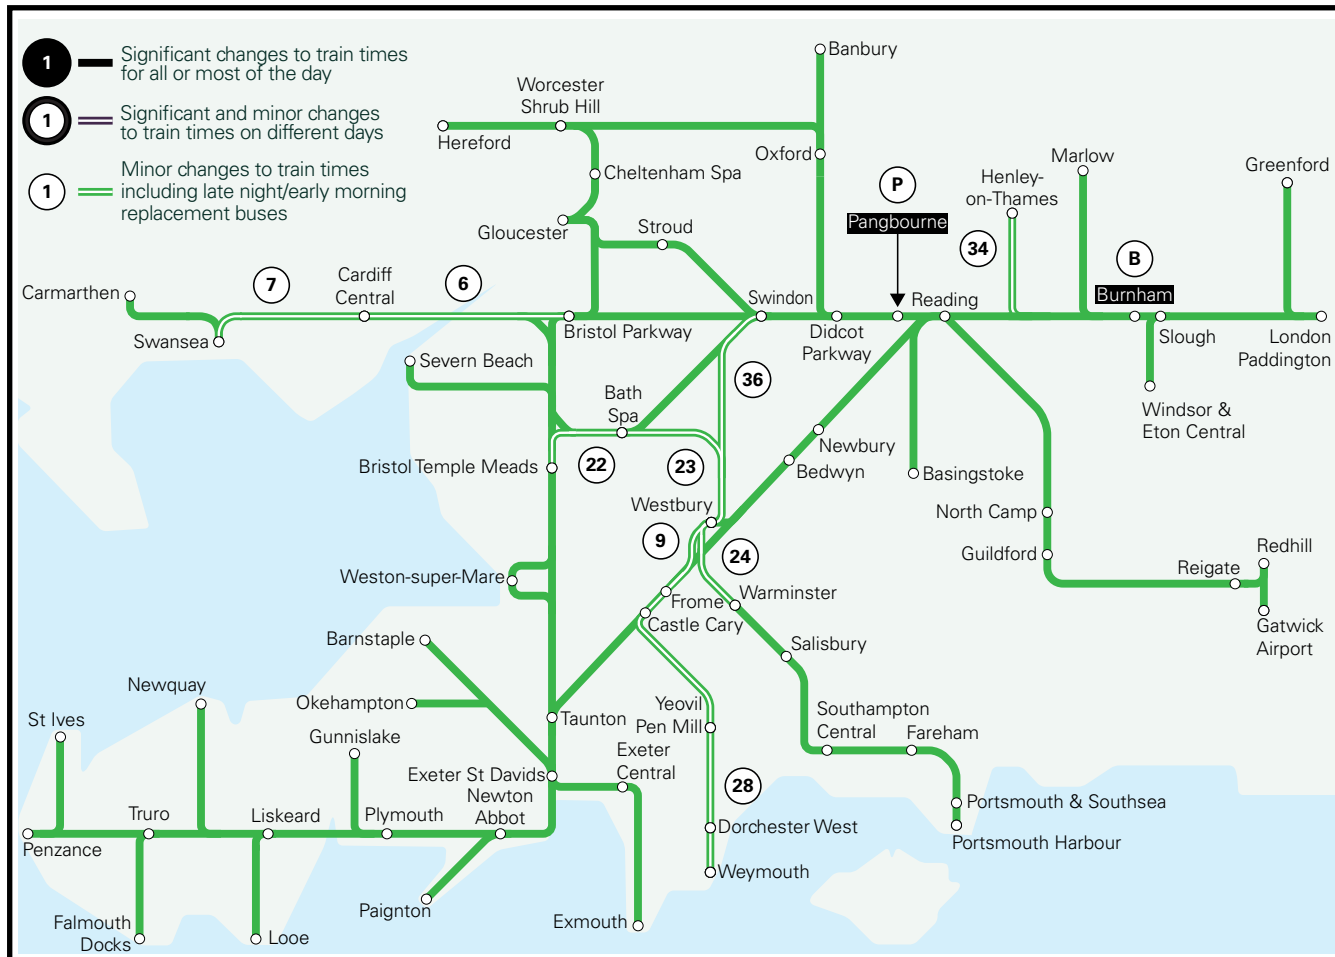 1
Significant changes to train times
for all or most of the day
1
Significant and minor changes
to train times on different days
1
Minor changes to train times
including late night/early morning
replacement buses
Banbury
Worcester
Shrub Hill
Hereford
Oxford
Cheltenham Spa
Gloucester
Stroud
P
Pangbourne
Henley-
on-Thames
Marlow
Greenford
34
B
Burnham
Carmarthen
7
Cardiff
Central
6
Swansea
Bristol Parkway
Swindon
Didcot
Parkway
Reading
Slough
London
Paddington
Severn Beach
36
Bath
Spa
Windsor &
Eton Central
Newbury
Bedwyn
Basingstoke
Bristol Temple Meads
22
23
Westbury
North Camp
9
24
Guildford
Redhill
Reigate
Weston-super-Mare
Frome
Warminster
Castle Cary
Gatwick
Airport
Barnstaple
Salisbury
Newquay
Okehampton
Taunton
Yeovil
Pen Mill
Southampton
Central
Fareham
St Ives
Gunnislake
Exeter St Davids
Exeter
Central
Newton
Abbot
28
Portsmouth & Southsea
Truro
Liskeard
Plymouth
Dorchester West
Portsmouth Harbour
Penzance
Weymouth
Paignton
Falmouth
Docks
Looe
Exmouth